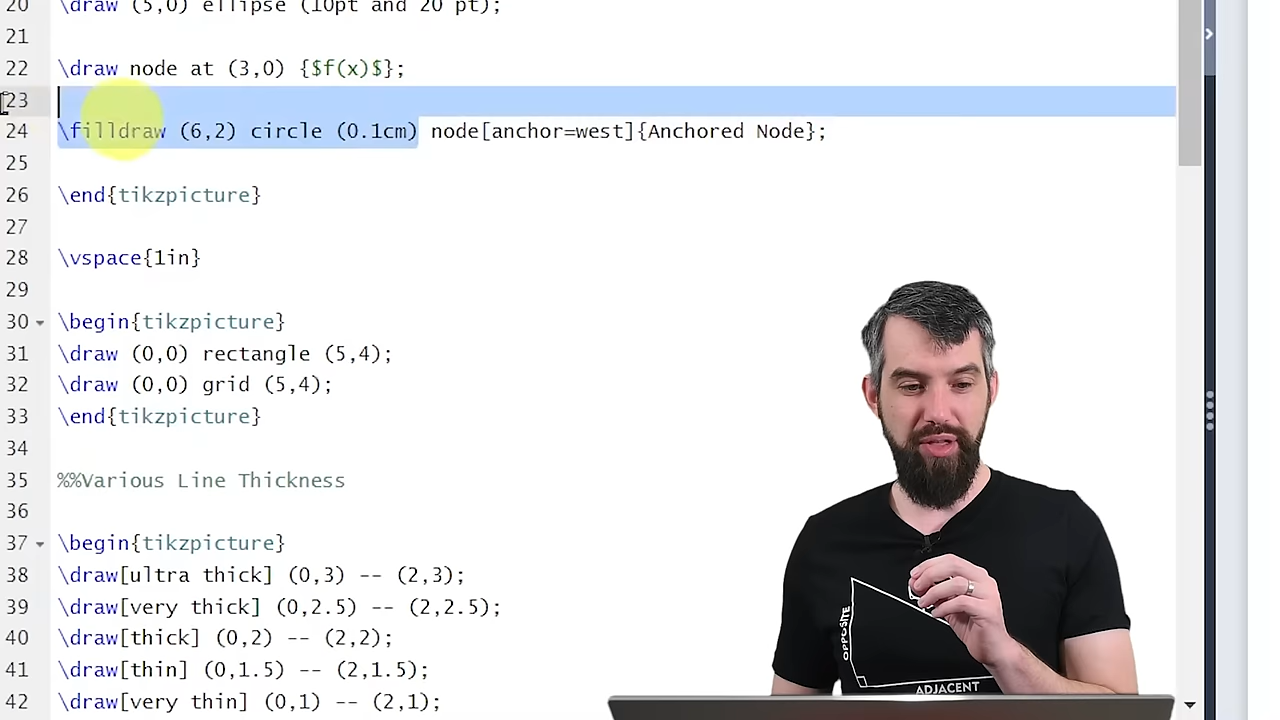 20 \draw (5,0) ellipse (10pt and 20 pt);
21
22 \draw node at (3,0) {$f(x)$};
23
24 \filldraw (6,2) circle (0.1cm) node[anchor=west]{Anchored Node};
25
26 \end{tikzpicture}
27
28 \vspace{1in}
29
30 \begin{tikzpicture}
31 \draw (0,0) rectangle (5,4);
32 \draw (0,0) grid (5,4);
33 \end{tikzpicture}
34
35 %%Various Line Thickness
36
37 \begin{tikzpicture}
38 \draw[ultra thick] (0,3) -- (2,3);
39 \draw[very thick] (0,2.5) -- (2,2.5);
40 \draw[thick] (0,2) -- (2,2);
41 \draw[thin] (0,1.5) -- (2,1.5);
42 \draw[very thin] (0,1) -- (2,1);
OPPOSITE
ADJACENT